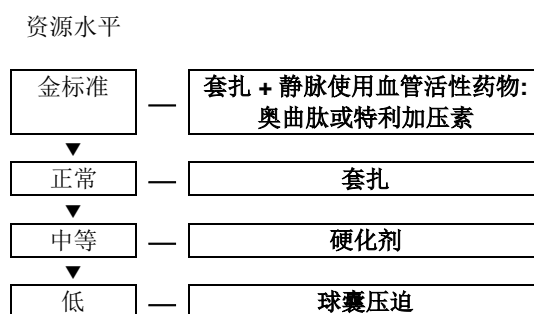 资源水平
金标准 — 套扎 + 静脉使用血管活性药物:
奥曲肽或特利加压素
▼
正常 — 套扎
▼
中等 — 硬化剂
▼
低 — 球囊压迫